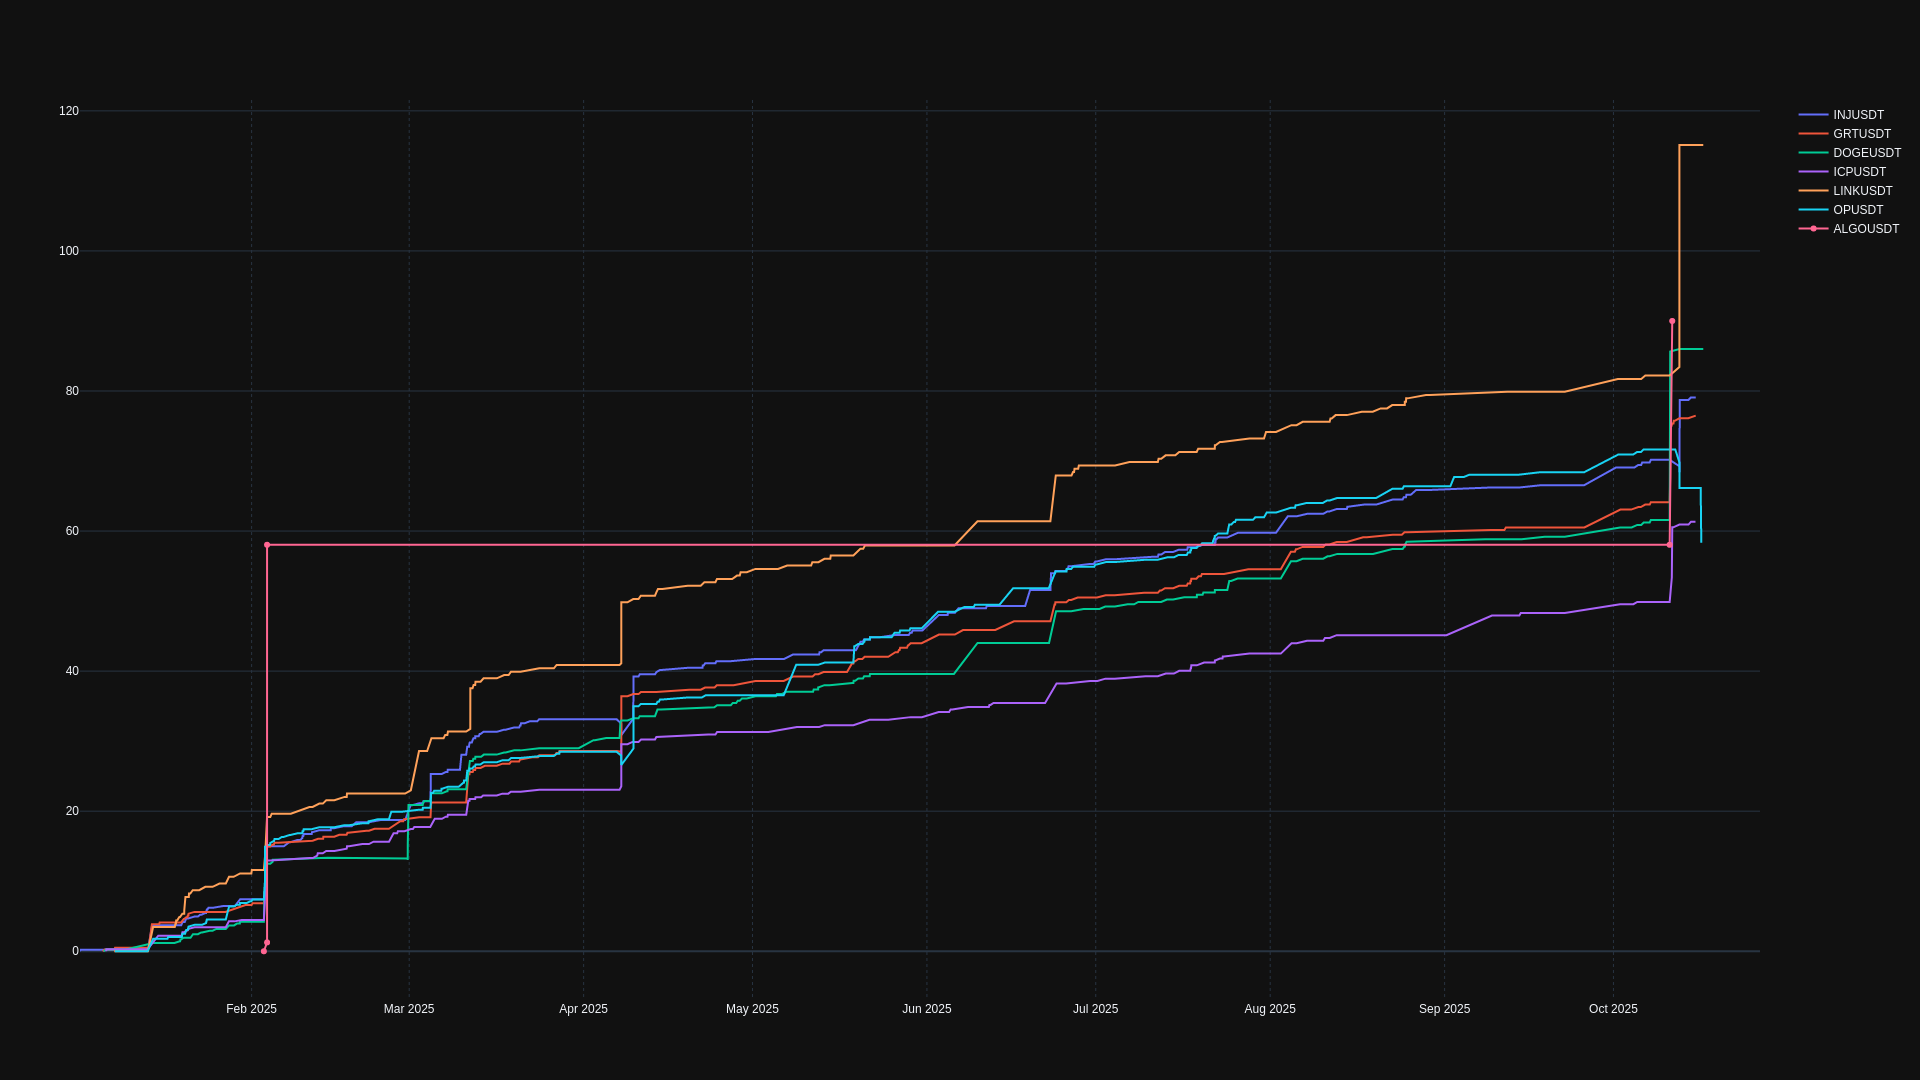 120
100
80
60
40
20
0
Feb 2025
Mar 2025
Apr 2025
May 2025
Jun 2025
Jul 2025
Aug 2025
Sep 2025
Oct 2025
INJUSDT
GRTUSDT
DOGEUSDT
ICPUSDT
LINKUSDT
OPUSDT
ALGOUSDT